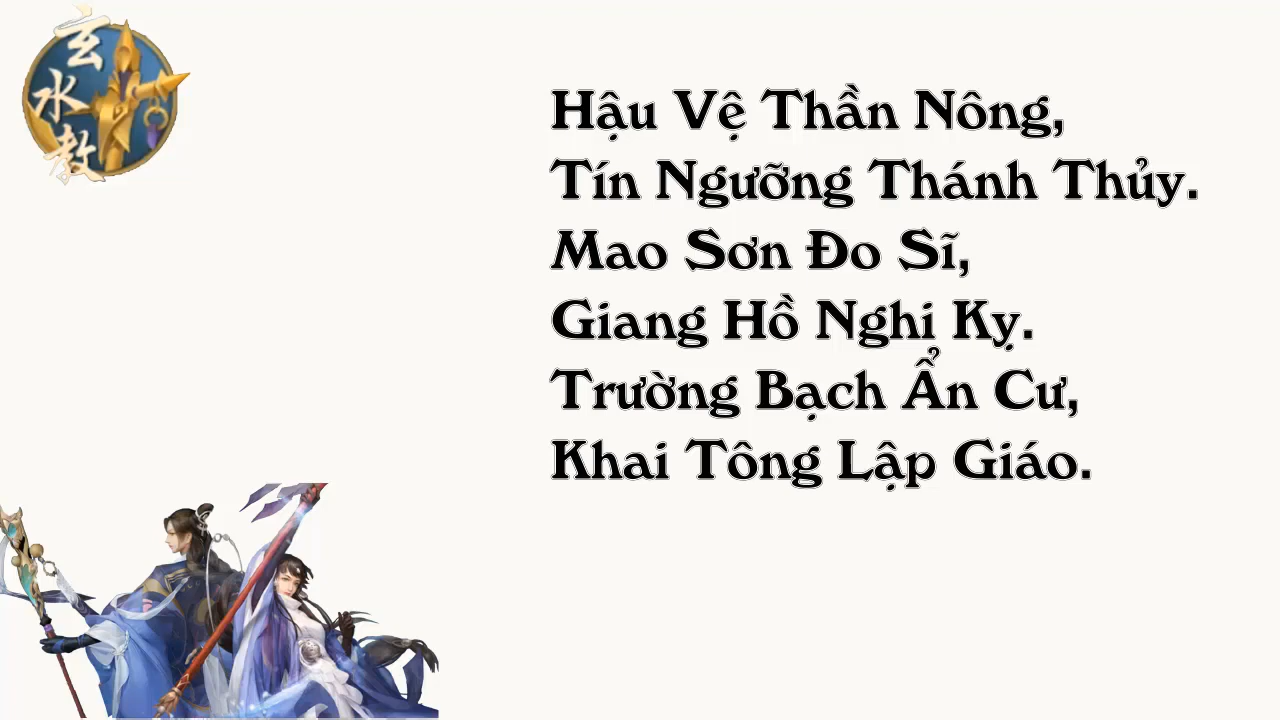 玄水教
Hậu Vệ Thần Nông,
Tín Ngưỡng Thánh Thủy.
Mao Sơn Đo Sĩ,
Giang Hồ Nghi Kỵ.
Trường Bạch Ẩn Cư,
Khai Tông Lập Giáo.